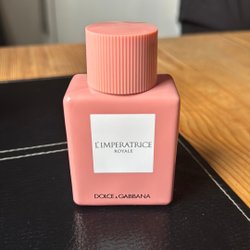 L'IMPERATRICE
ROYALE
DOLCE & GABBANA